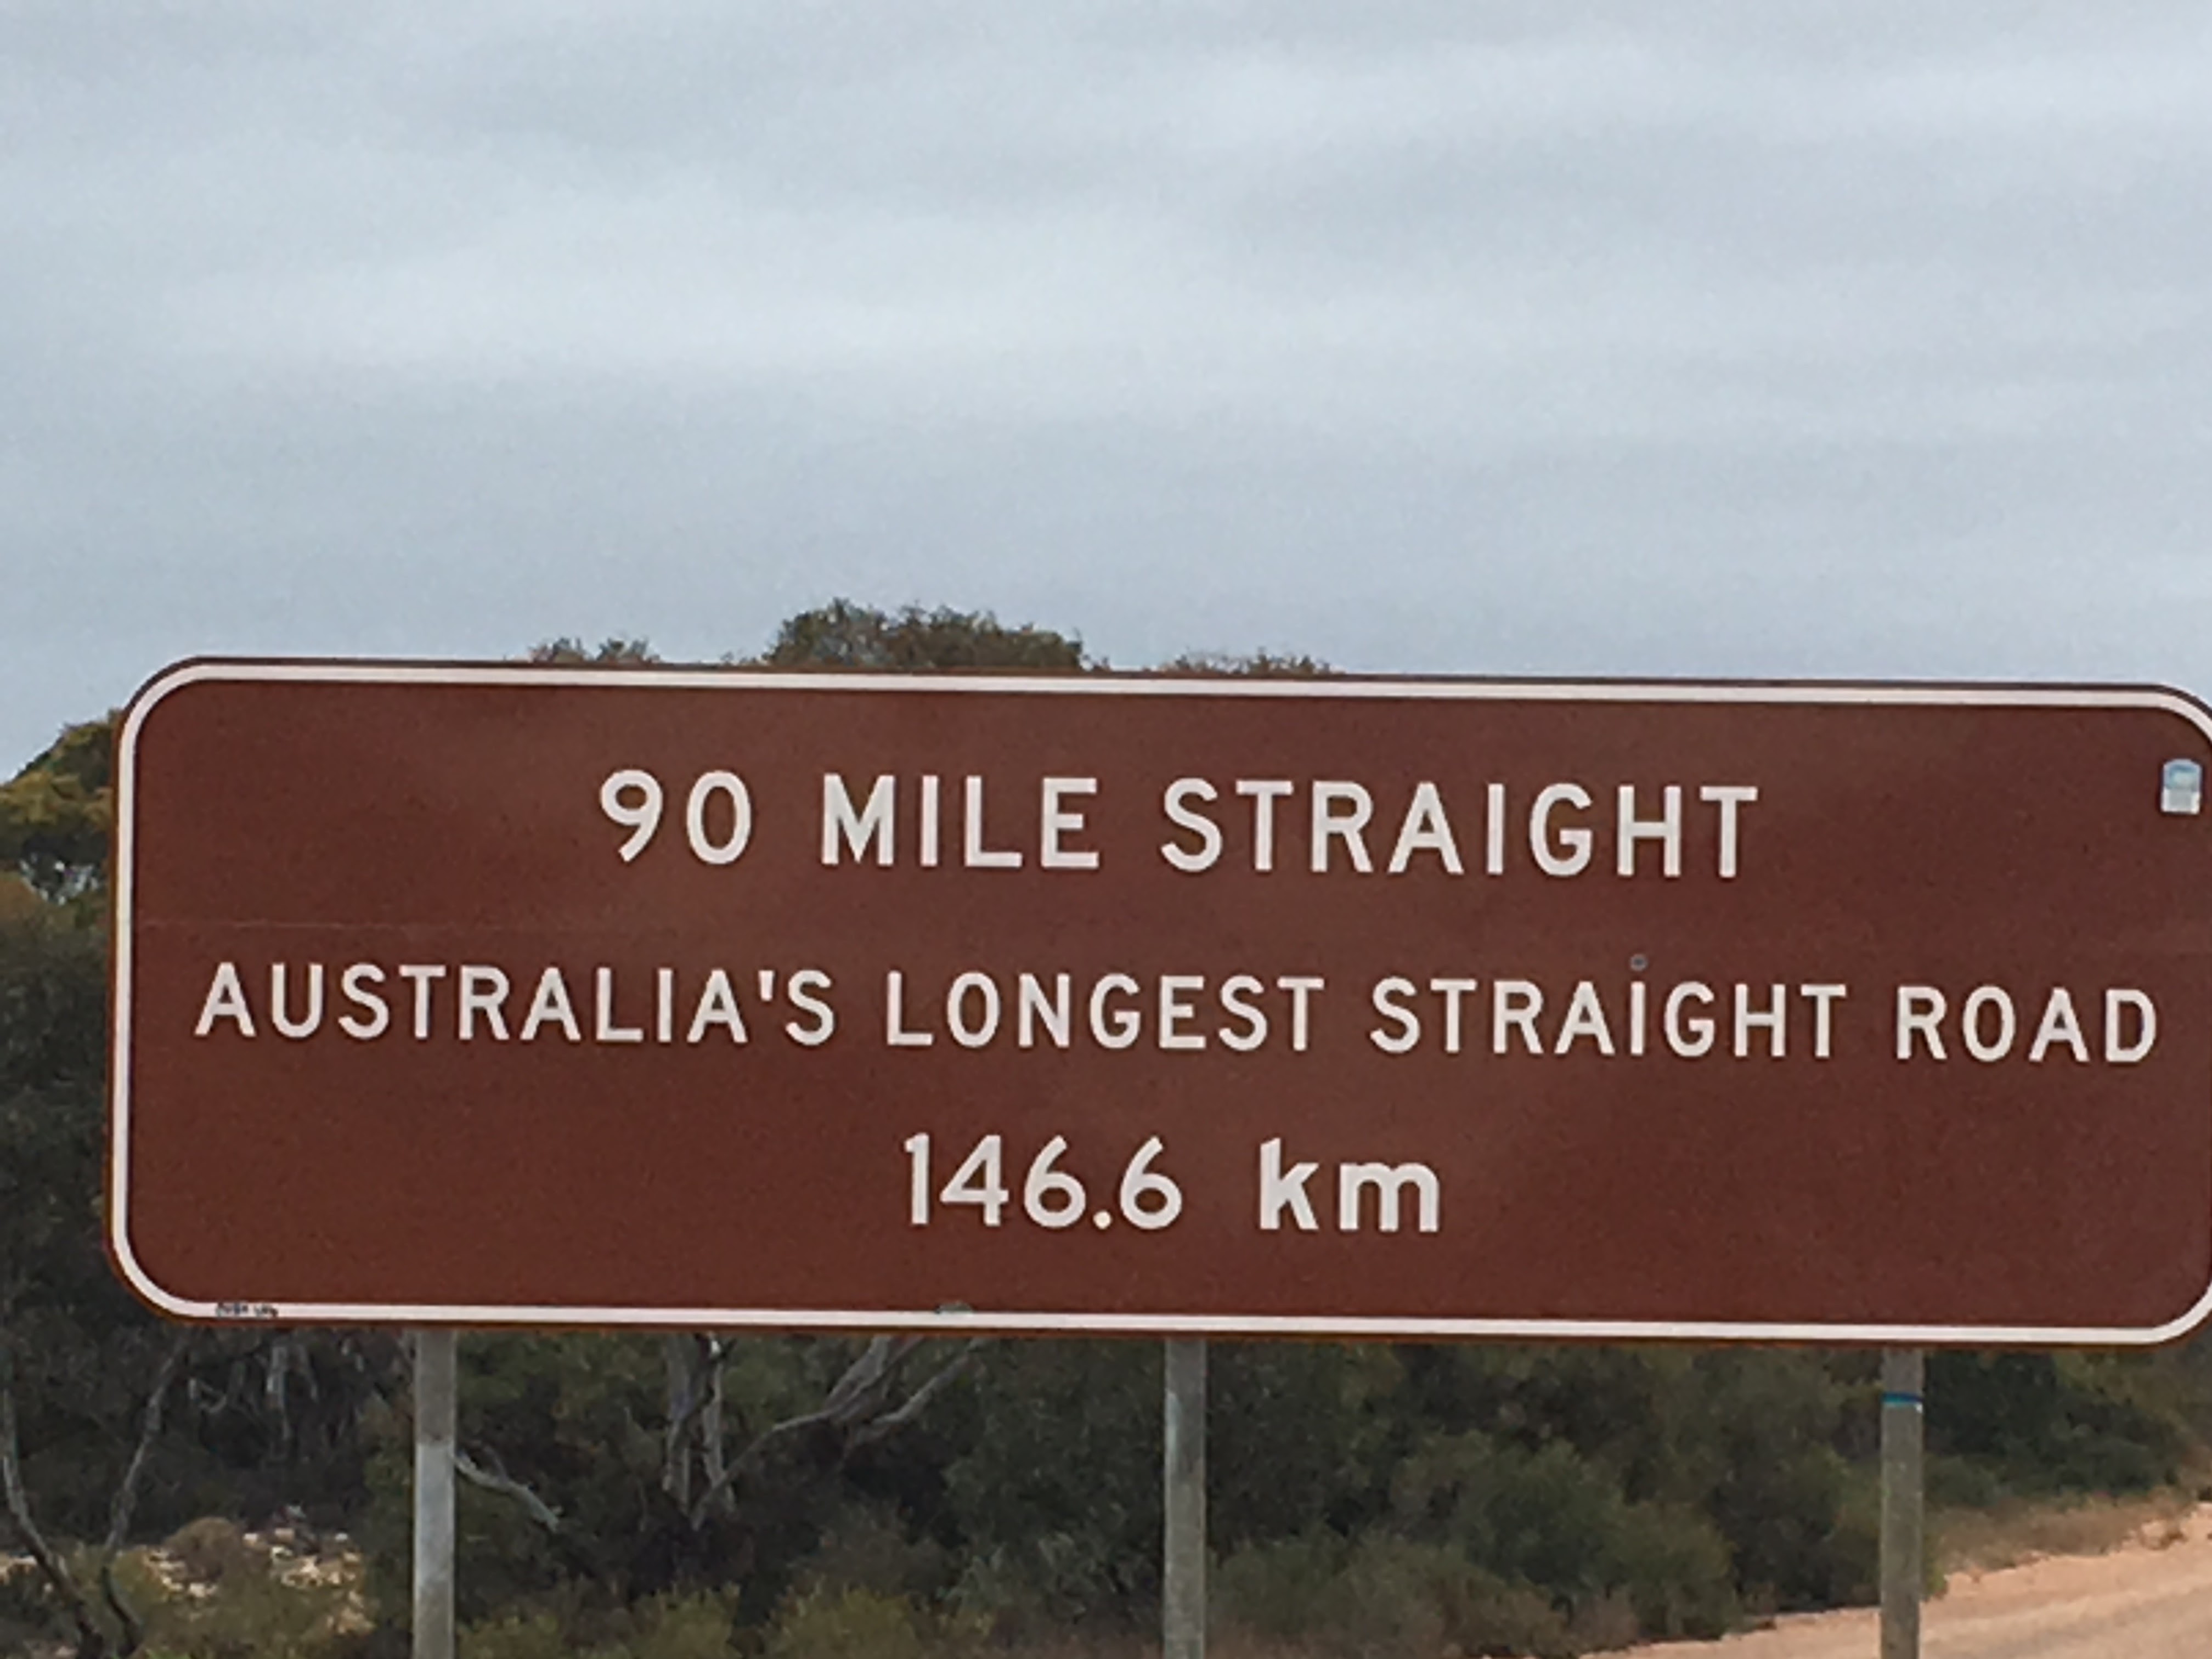 90 MILE STRAIGHT
AUSTRALIA'S LONGEST STRAIGHT ROAD
146.6 km